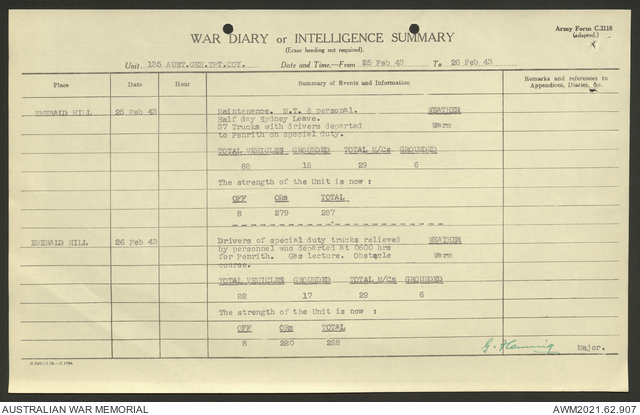 WAR DIARY or INTELLIGENCE SUMMARY
Army Form C.2118
(adapted.)
(Erase heading not required).
Unit 135 AUST.GEN.TPT.COY. Date and Time.—From 25 Feb 43 To 26 Feb 43
Place Date Hour Summary of Events and Information Remarks and references to Appendices, Diaries, &c.
EMERALD HILL 25 Feb 43 Maintenance. M.T. & personal. WEATHER
Half day Sydney Leave.
37 Trucks with drivers departed Warm
to Penrith on special duty.
TOTAL VEHICLES GROUNDED TOTAL M/Cs GROUNDED
88 15 29 6
The strength of the Unit is now :
OFF ORs TOTAL
8 279 287
EMERALD HILL 26 Feb 43 Drivers of special duty trucks relieved WEATHER
by personnel who departed at 0600 hrs
for Penrith. Gas lecture. Obstacle Warm
course.
TOTAL VEHICLES GROUNDED TOTAL M/Cs GROUNDED
88 17 29 6
The strength of the Unit is now :
OFF ORs TOTAL
8 280 288
G. Fleming Major.
AUSTRALIAN WAR MEMORIAL AWM2021.62.907